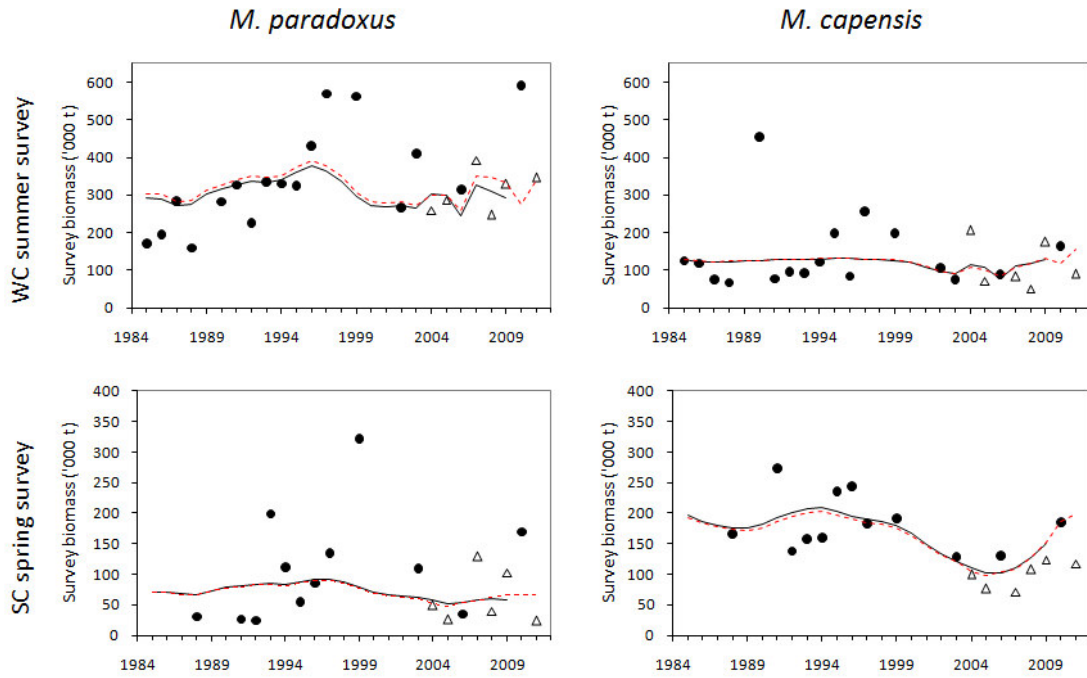 M. paradoxus
M. capensis
WC summer survey
Survey biomass ('000 t)
600
500
400
300
200
100
0
1984 1989 1994 1999 2004 2009
Survey biomass ('000 t)
600
500
400
300
200
100
0
1984 1989 1994 1999 2004 2009
SC spring survey
Survey biomass ('000 t)
400
350
300
250
200
150
100
50
0
1984 1989 1994 1999 2004 2009
Survey biomass ('000 t)
400
350
300
250
200
150
100
50
0
1984 1989 1994 1999 2004 2009